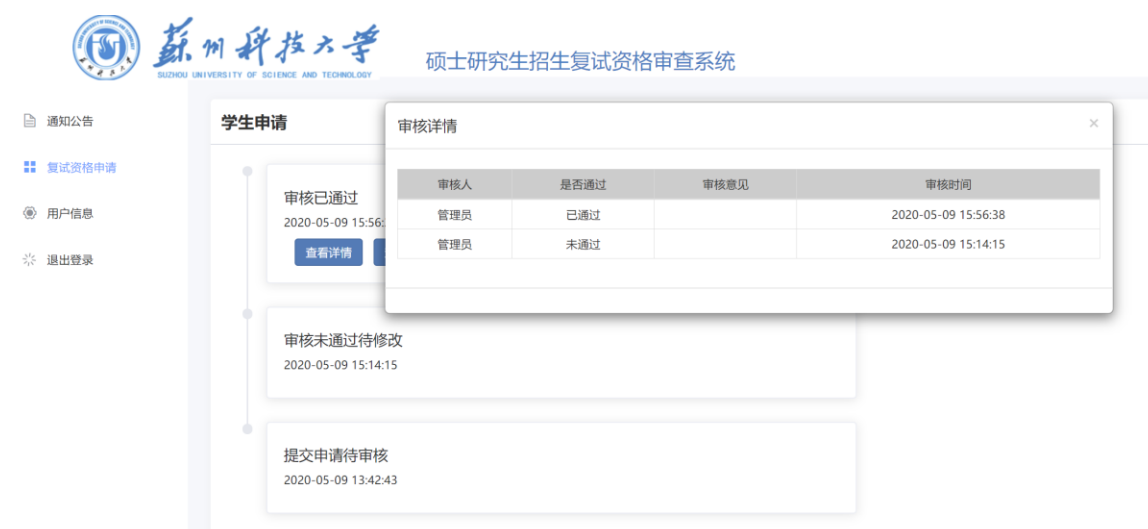 蘇州科技大学
SUZHOU UNIVERSITY OF SCIENCE AND TECHNOLOGY
硕士研究生招生复试资格审查系统
通知公告
复试资格申请
用户信息
退出登录
学生申请
审核已通过
2020-05-09 15:56:
查看详情
审核未通过待修改
2020-05-09 15:14:15
提交申请待审核
2020-05-09 13:42:43
审核详情
×
审核人 是否通过 审核意见 审核时间
管理员 已通过 2020-05-09 15:56:38
管理员 未通过 2020-05-09 15:14:15